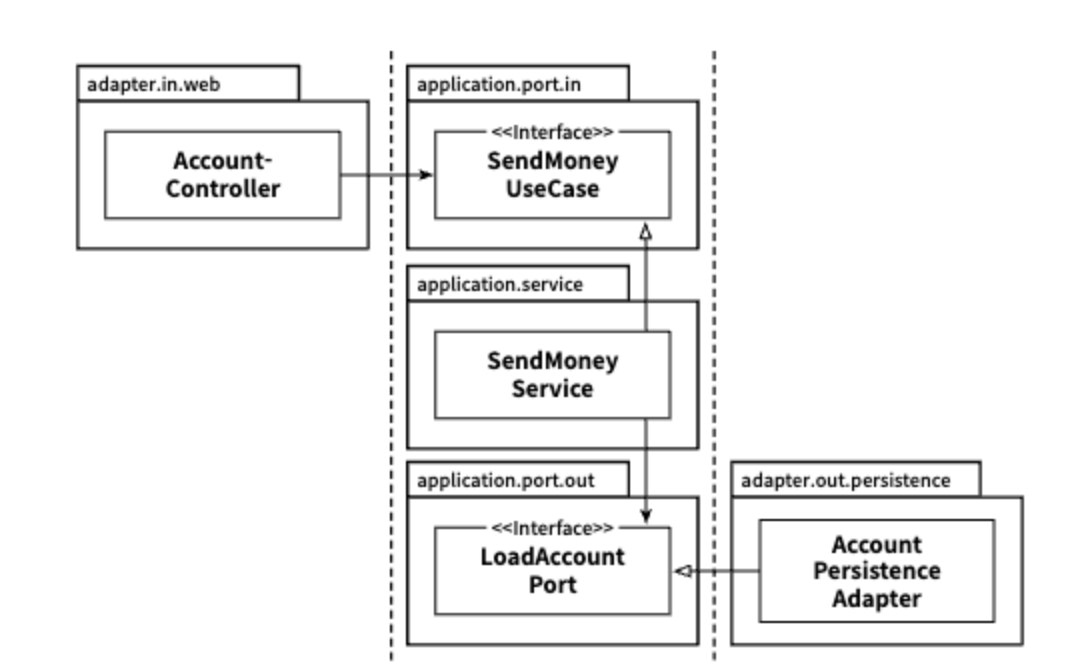 adapter.in.web
Account-
Controller
application.port.in
<<Interface>>
SendMoney
UseCase
application.service
SendMoney
Service
application.port.out
<<Interface>>
LoadAccount
Port
adapter.out.persistence
Account
Persistence
Adapter